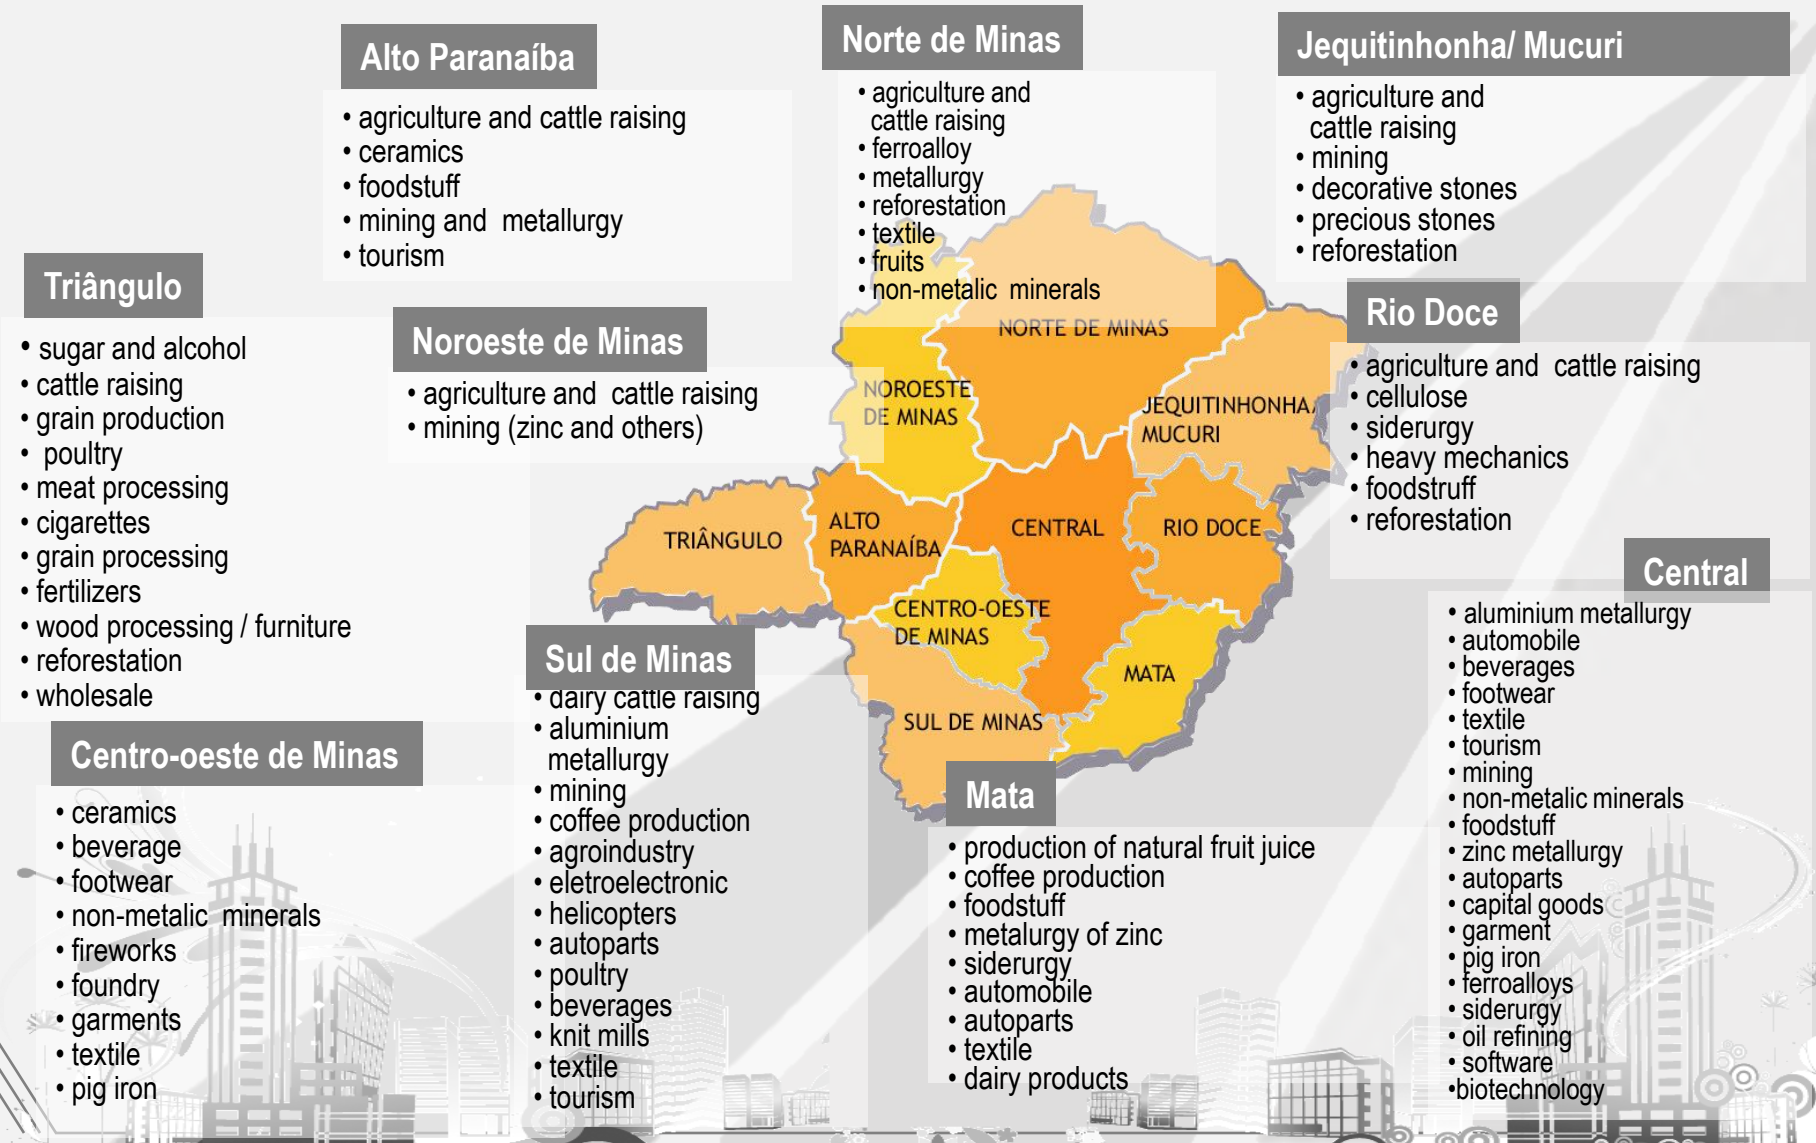 Alto Paranaíba
• agriculture and cattle raising
• ceramics
• foodstuff
• mining and metallurgy
• tourism
Norte de Minas
• agriculture and
cattle raising
• ferroalloy
• metallurgy
• reforestation
• textile
• fruits
• non-metalic minerals
Jequitinhonha/ Mucuri
• agriculture and
cattle raising
• mining
• decorative stones
• precious stones
• reforestation
Triângulo
• sugar and alcohol
• cattle raising
• grain production
• poultry
• meat processing
• cigarettes
• grain processing
• fertilizers
• wood processing / furniture
• reforestation
• wholesale
Noroeste de Minas
• agriculture and cattle raising
• mining (zinc and others)
Rio Doce
• agriculture and cattle raising
• cellulose
• siderurgy
• heavy mechanics
• foodstruff
• reforestation
NORTE DE MINAS
NOROESTE
DE MINAS
JEQUITINHONHA/
MUCURI
TRIÂNGULO
ALTO
PARANAÍBA
CENTRAL
RIO DOCE
CENTRO-OESTE
DE MINAS
MATA
SUL DE MINAS
Central
• aluminium metallurgy
• automobile
• beverages
• footwear
• textile
• tourism
• mining
• non-metalic minerals
• foodstuff
• zinc metallurgy
• autoparts
• capital goods
• garment
• pig iron
• ferroalloys
• siderurgy
• oil refining
• software
•biotechnology
Sul de Minas
• dairy cattle raising
• aluminium
metallurgy
• mining
• coffee production
• agroindustry
• eletroelectronic
• helicopters
• autoparts
• poultry
• beverages
• knit mills
• textile
• tourism
Centro-oeste de Minas
• ceramics
• beverage
• footwear
• non-metalic minerals
• fireworks
• foundry
• garments
• textile
• pig iron
Mata
• production of natural fruit juice
• coffee production
• foodstuff
• metalurgy of zinc
• siderurgy
• automobile
• autoparts
• textile
• dairy products